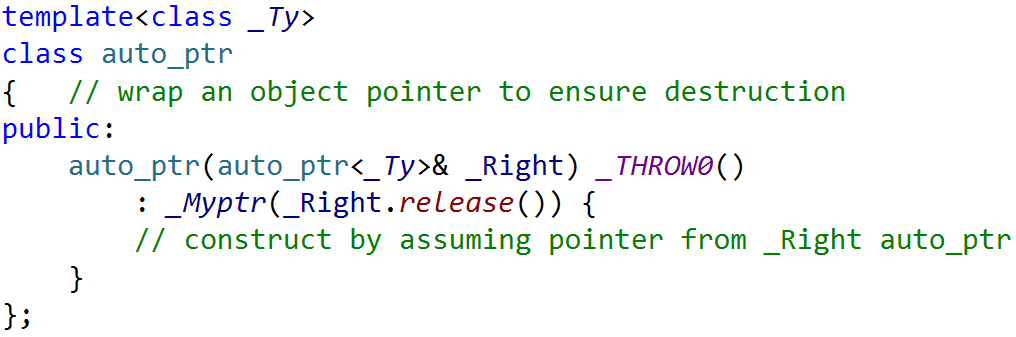 template<class _Ty>
class auto_ptr
{   // wrap an object pointer to ensure destruction
public:
    auto_ptr(auto_ptr<_Ty>& _Right) _THROW0()
        : _Myptr(_Right.release()) {
        // construct by assuming pointer from _Right auto_ptr
    }
};